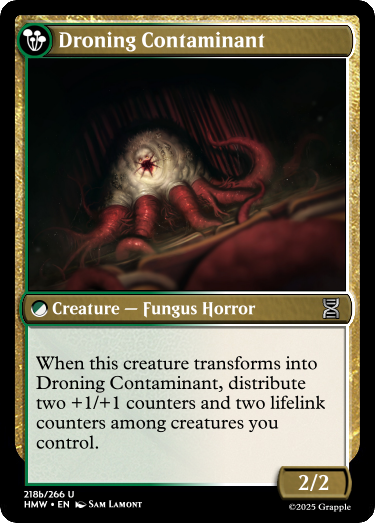 Droning Contaminant
Creature — Fungus Horror
When this creature transforms into
Droning Contaminant, distribute
two +1/+1 counters and two lifelink
counters among creatures you
control.
2/2
218b/266 U
HMW • EN Sam Lamont
©2025 Grapple